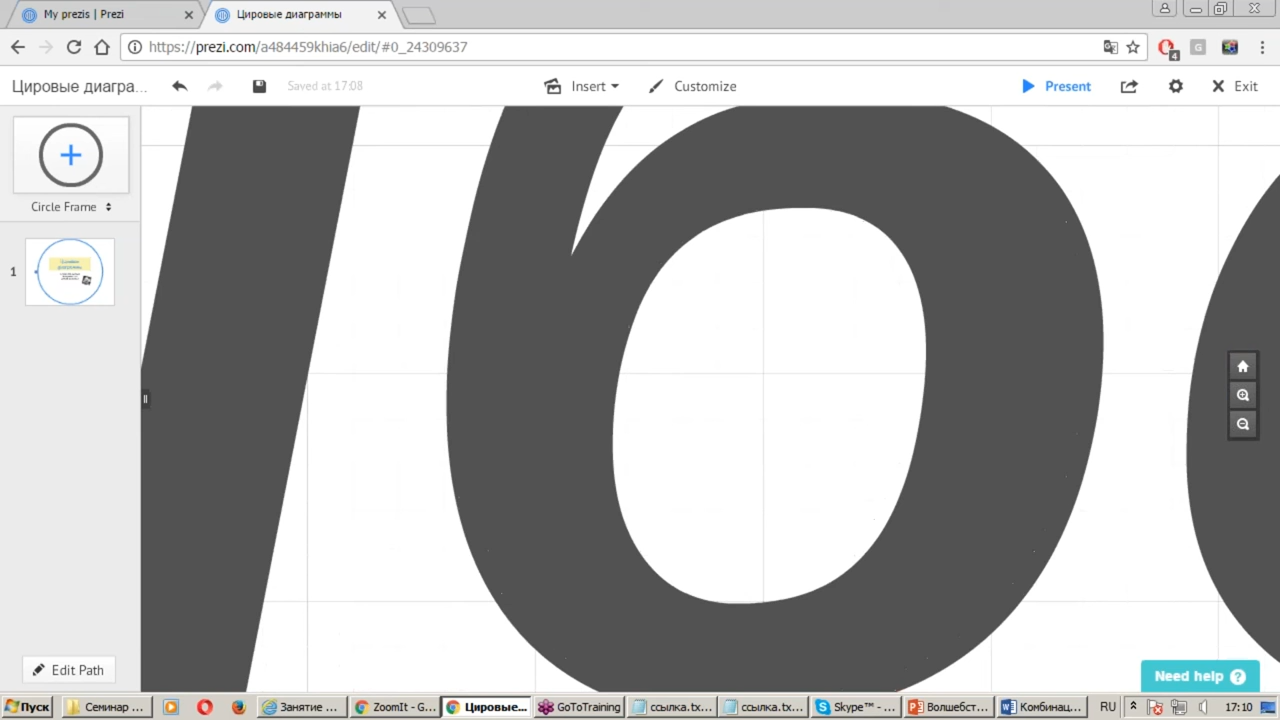 My prezis | Prezi
Цировые диаграммы
https://prezi.com/a484459khia6/edit/#0_24309637
4
G
Цировые диагра...
Saved at 17:08
Insert
Customize
Present
Exit
Circle Frame
1
Edit Path
Need help ?
Пуск
Семинар ...
Занятие ...
ZoomIt - G...
Цировые...
GoToTraining
ссылка.tx...
ссылка.tx...
Skype™ - ...
Волшебст...
Комбинац...
RU
17:10